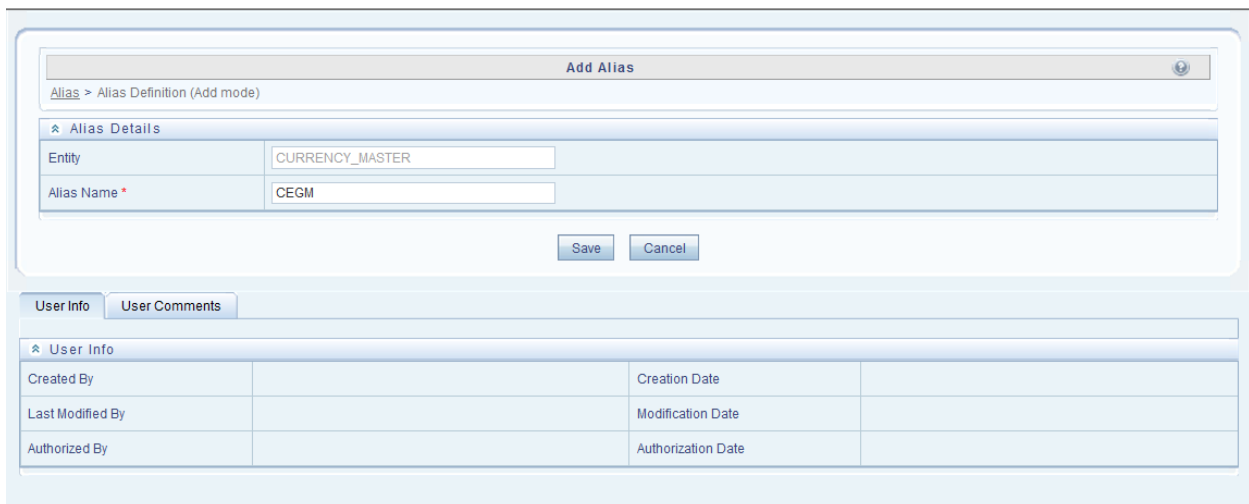 Add Alias
Alias > Alias Definition (Add mode)
Alias Details
Entity CURRENCY_MASTER
Alias Name * CEGM
Save Cancel
User Info User Comments
User Info
Created By Creation Date
Last Modified By Modification Date
Authorized By Authorization Date